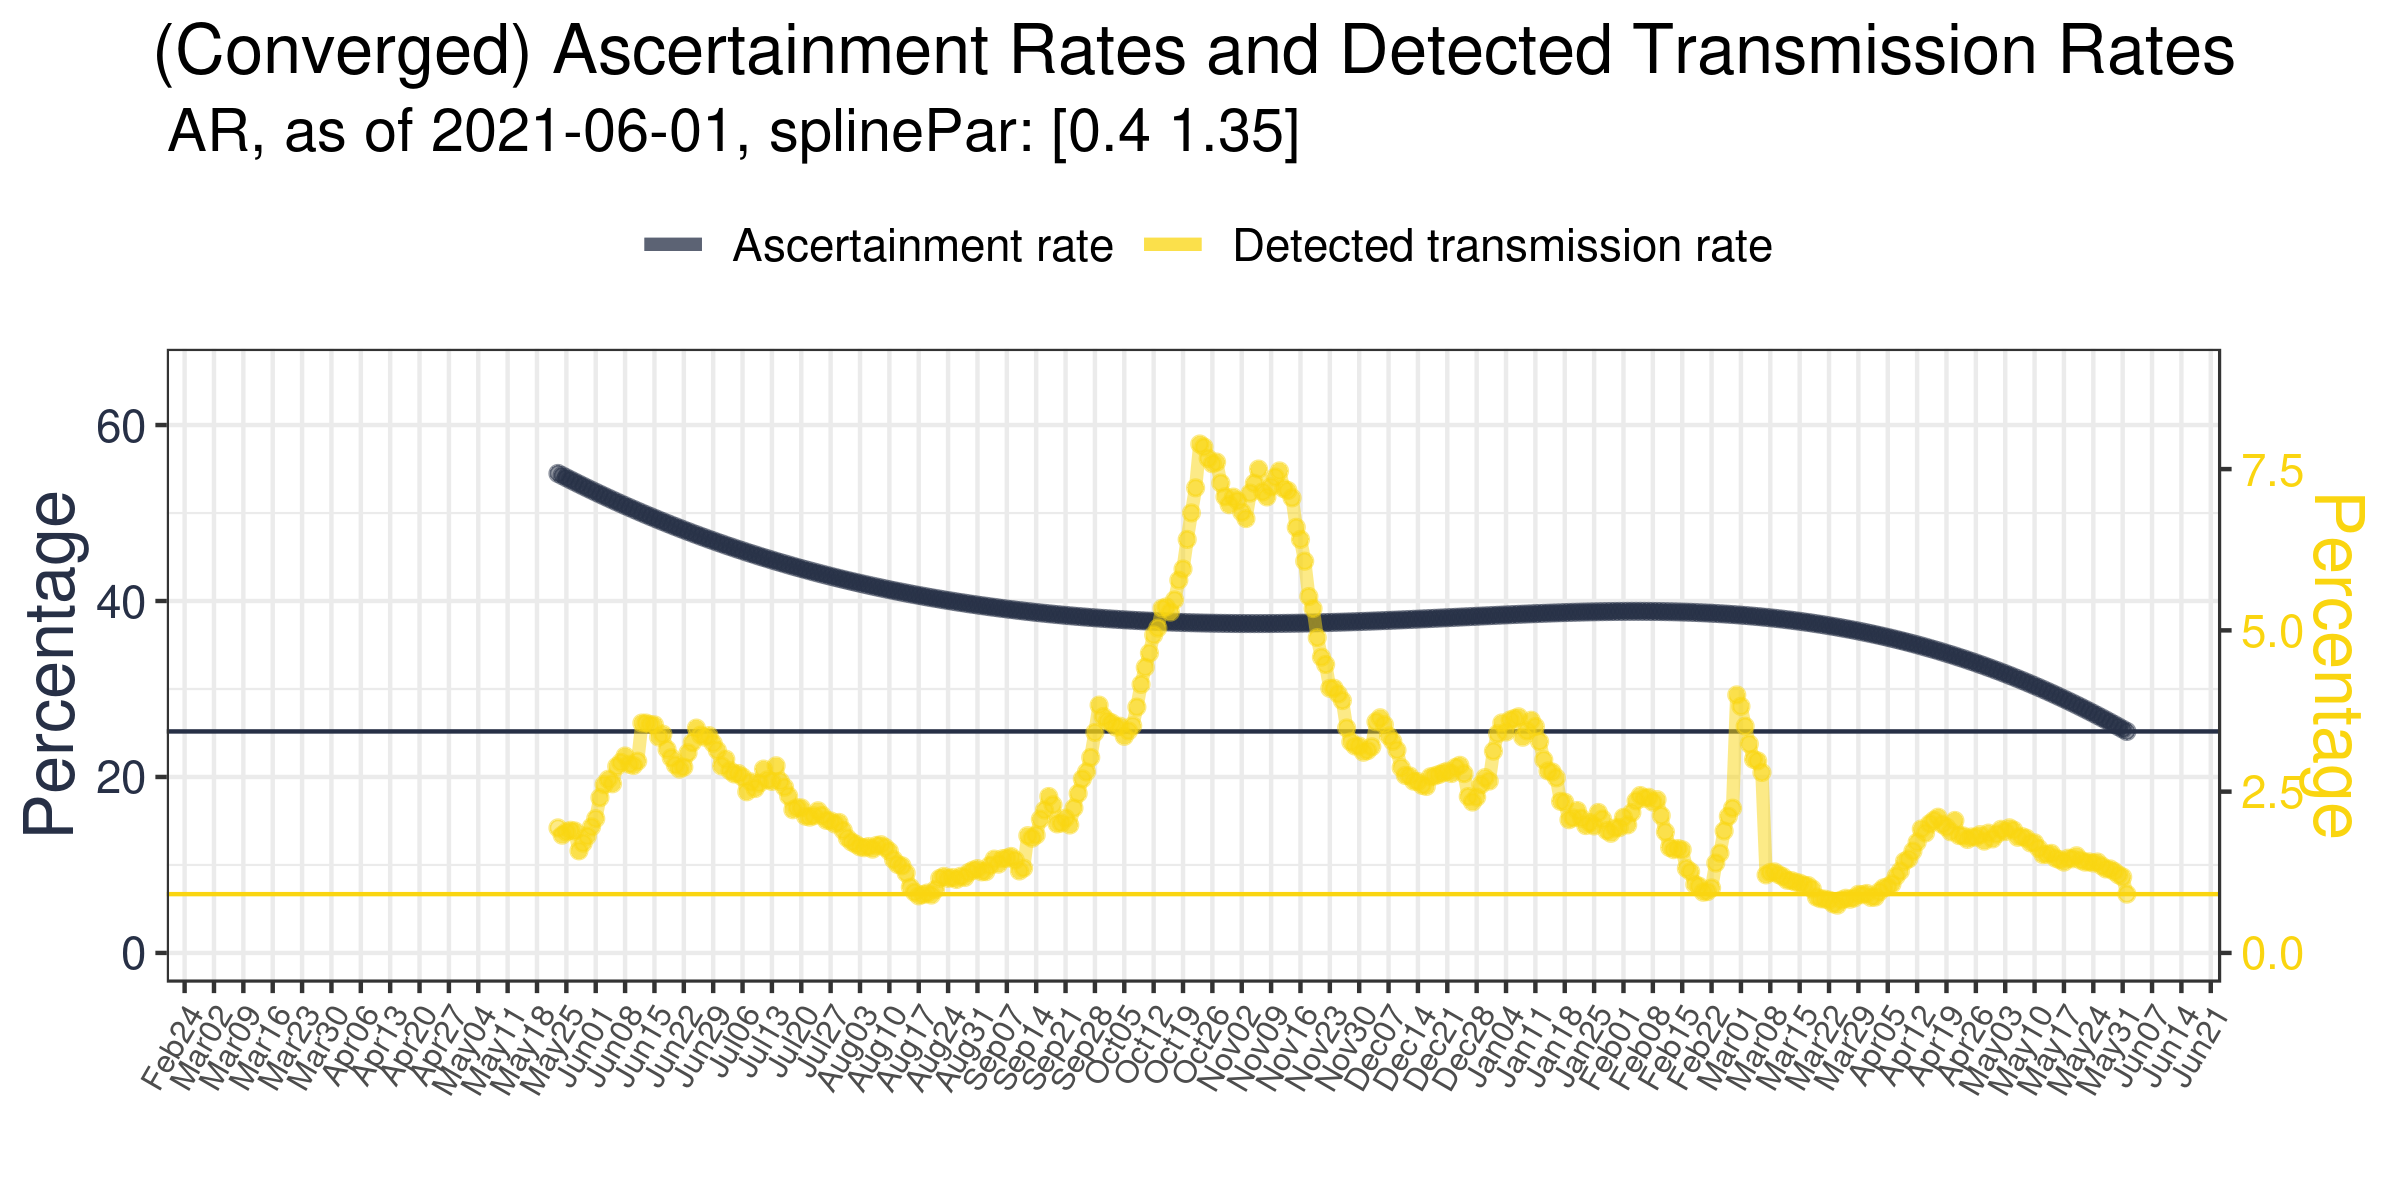 (Converged) Ascertainment Rates and Detected Transmission Rates
AR, as of 2021-06-01, splinePar: [0.4 1.35]
Ascertainment rate
Detected transmission rate
Percentage
60
40
20
0
7.5
5.0
2.5
0.0
Percentage
Feb24
Mar02
Mar09
Mar16
Mar23
Mar30
Apr06
Apr13
Apr20
Apr27
May04
May11
May18
May25
Jun01
Jun08
Jun15
Jun22
Jun29
Jul06
Jul13
Jul20
Jul27
Aug03
Aug10
Aug17
Aug24
Aug31
Sep07
Sep14
Sep21
Sep28
Oct05
Oct12
Oct19
Oct26
Nov02
Nov09
Nov16
Nov23
Nov30
Dec07
Dec14
Dec21
Dec28
Jan04
Jan11
Jan18
Jan25
Feb01
Feb08
Feb15
Feb22
Mar01
Mar08
Mar15
Mar22
Mar29
Apr05
Apr12
Apr19
Apr26
May03
May10
May17
May24
May31
Jun07
Jun14
Jun21